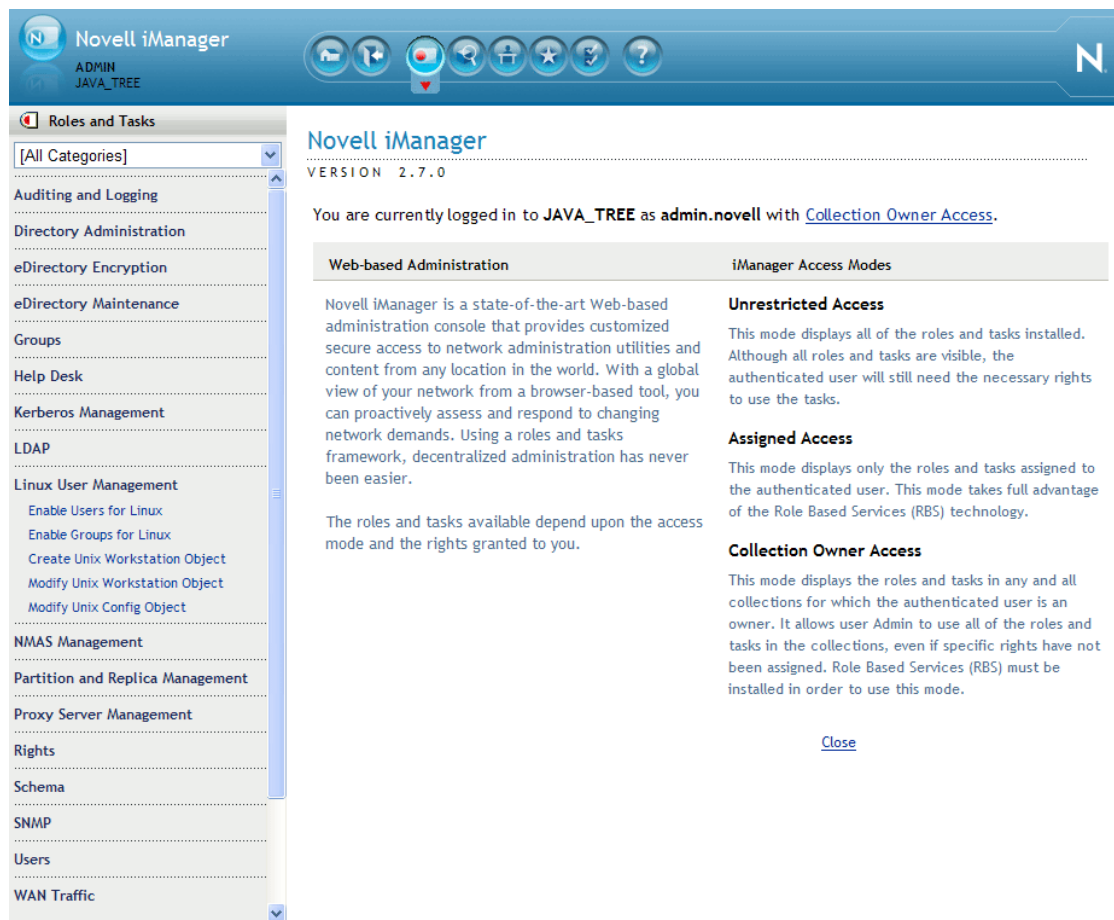 Novell iManager
ADMIN
JAVA_TREE
N
N
?
N
Roles and Tasks
[All Categories]
Auditing and Logging
Directory Administration
eDirectory Encryption
eDirectory Maintenance
Groups
Help Desk
Kerberos Management
LDAP
Linux User Management
Enable Users for Linux
Enable Groups for Linux
Create Unix Workstation Object
Modify Unix Workstation Object
Modify Unix Config Object
NMAS Management
Partition and Replica Management
Proxy Server Management
Rights
Schema
SNMP
Users
WAN Traffic
Novell iManager
VERSION 2.7.0
You are currently logged in to JAVA_TREE as admin.novell with Collection Owner Access.
Web-based Administration
Novell iManager is a state-of-the-art Web-based
administration console that provides customized
secure access to network administration utilities and
content from any location in the world. With a global
view of your network from a browser-based tool, you
can proactively assess and respond to changing
network demands. Using a roles and tasks
framework, decentralized administration has never
been easier.
The roles and tasks available depend upon the access
mode and the rights granted to you.
iManager Access Modes
Unrestricted Access
This mode displays all of the roles and tasks installed.
Although all roles and tasks are visible, the
authenticated user will still need the necessary rights
to use the tasks.
Assigned Access
This mode displays only the roles and tasks assigned to
the authenticated user. This mode takes full advantage
of the Role Based Services (RBS) technology.
Collection Owner Access
This mode displays the roles and tasks in any and all
collections for which the authenticated user is an
owner. It allows user Admin to use all of the roles and
tasks in the collections, even if specific rights have not
been assigned. Role Based Services (RBS) must be
installed in order to use this mode.
Close